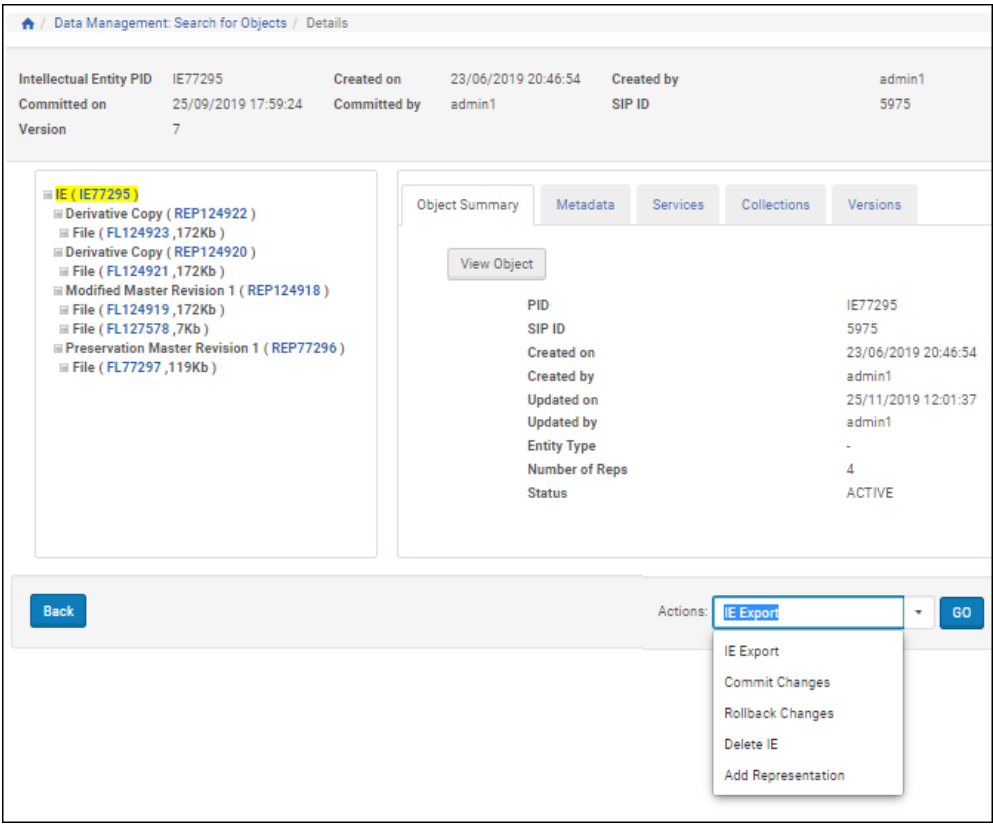 / Data Management: Search for Objects / Details
Intellectual Entity PID IE77295 Created on 23/06/2019 20:46:54 Created by admin1
Committed on 25/09/2019 17:59:24 Committed by admin1 SIP ID 5975
Version 7
IE ( IE77295 )
Derivative Copy ( REP124922 )
File ( FL124923 ,172Kb )
Derivative Copy ( REP124920 )
File ( FL124921 ,172Kb )
Modified Master Revision 1 ( REP124918 )
File ( FL124919 ,172Kb )
File ( FL127578 ,7Kb )
Preservation Master Revision 1 ( REP77296 )
File ( FL77297 ,119Kb )
Object Summary Metadata Services Collections Versions
View Object
PID IE77295
SIP ID 5975
Created on 23/06/2019 20:46:54
Created by admin1
Updated on 25/11/2019 12:01:37
Updated by admin1
Entity Type -
Number of Reps 4
Status ACTIVE
Back Actions: IE Export GO
IE Export
Commit Changes
Rollback Changes
Delete IE
Add Representation